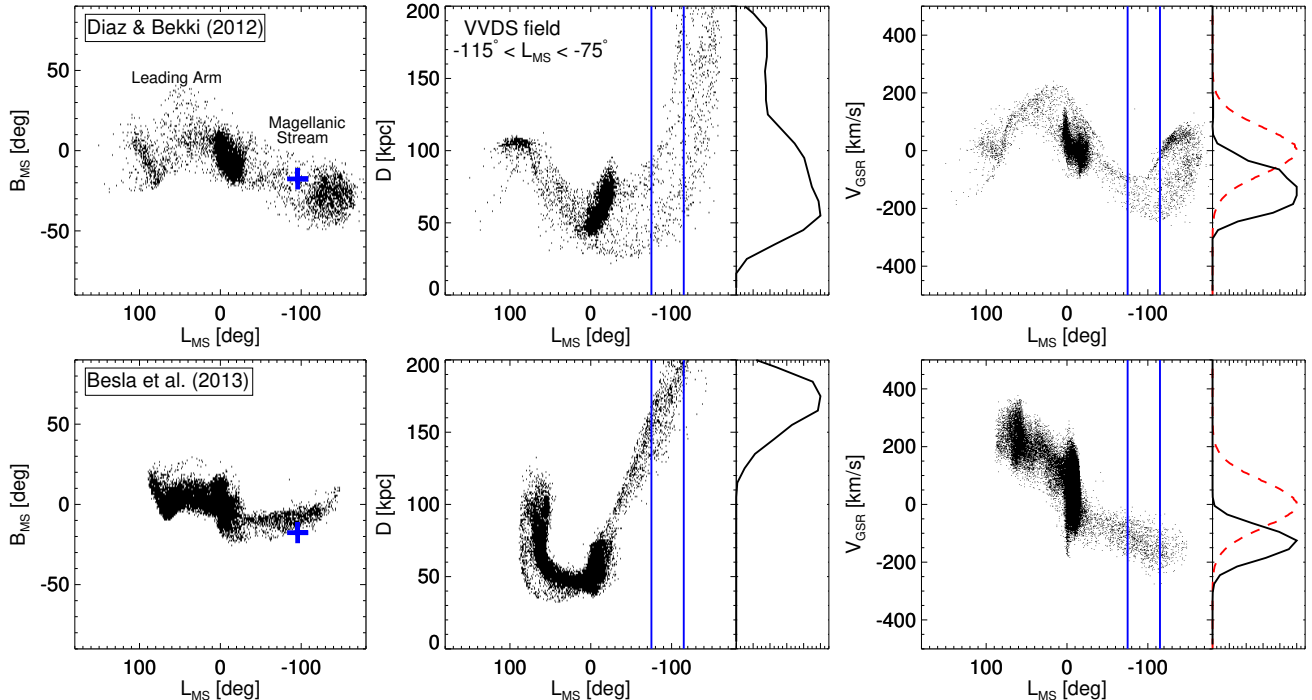 Diaz & Bekki (2012)
Leading Arm
Magellanic
Stream
50
0
-50
B_MS [deg]
100 0 -100
L_MS [deg]
VVDS field
-115° < L_MS < -75°
200
150
100
50
0
D [kpc]
100 0 -100
L_MS [deg]
400
200
0
-200
-400
V_GSR [km/s]
100 0 -100
L_MS [deg]
Besla et al. (2013)
50
0
-50
B_MS [deg]
100 0 -100
L_MS [deg]
200
150
100
50
0
D [kpc]
100 0 -100
L_MS [deg]
400
200
0
-200
-400
V_GSR [km/s]
100 0 -100
L_MS [deg]